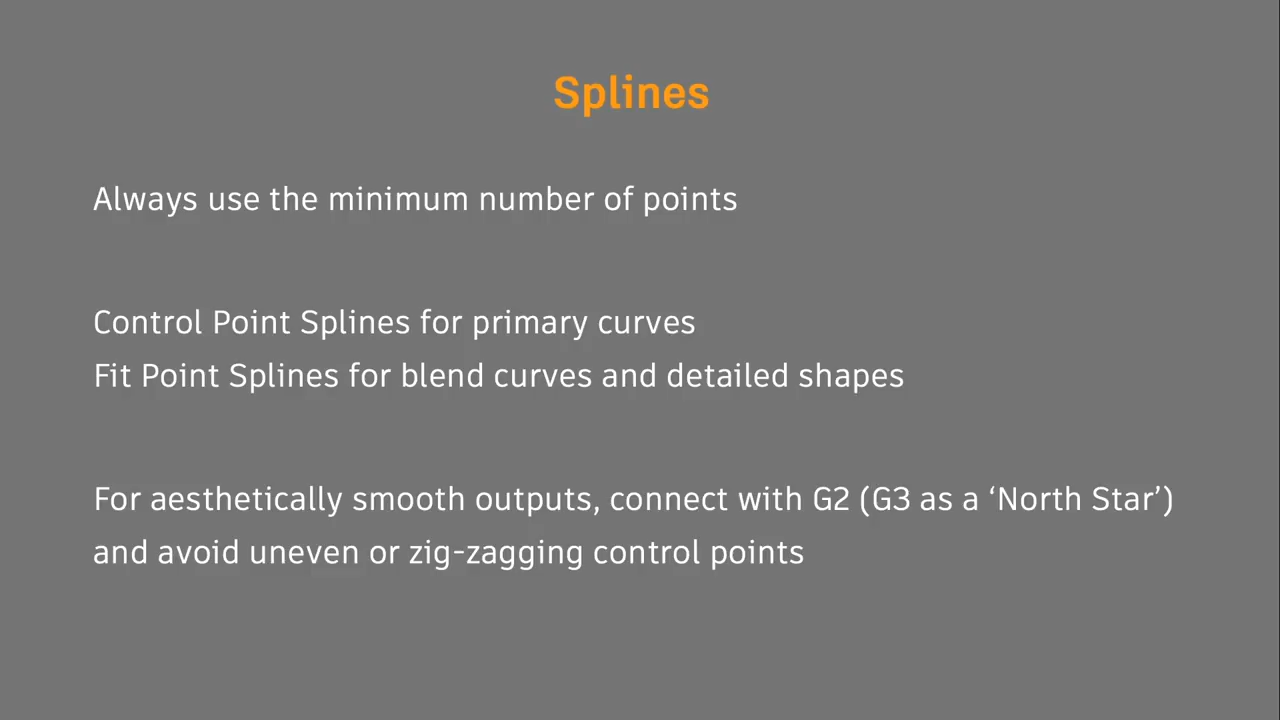 Splines
Always use the minimum number of points
Control Point Splines for primary curves
Fit Point Splines for blend curves and detailed shapes
For aesthetically smooth outputs, connect with G2 (G3 as a ‘North Star’)
and avoid uneven or zig-zagging control points